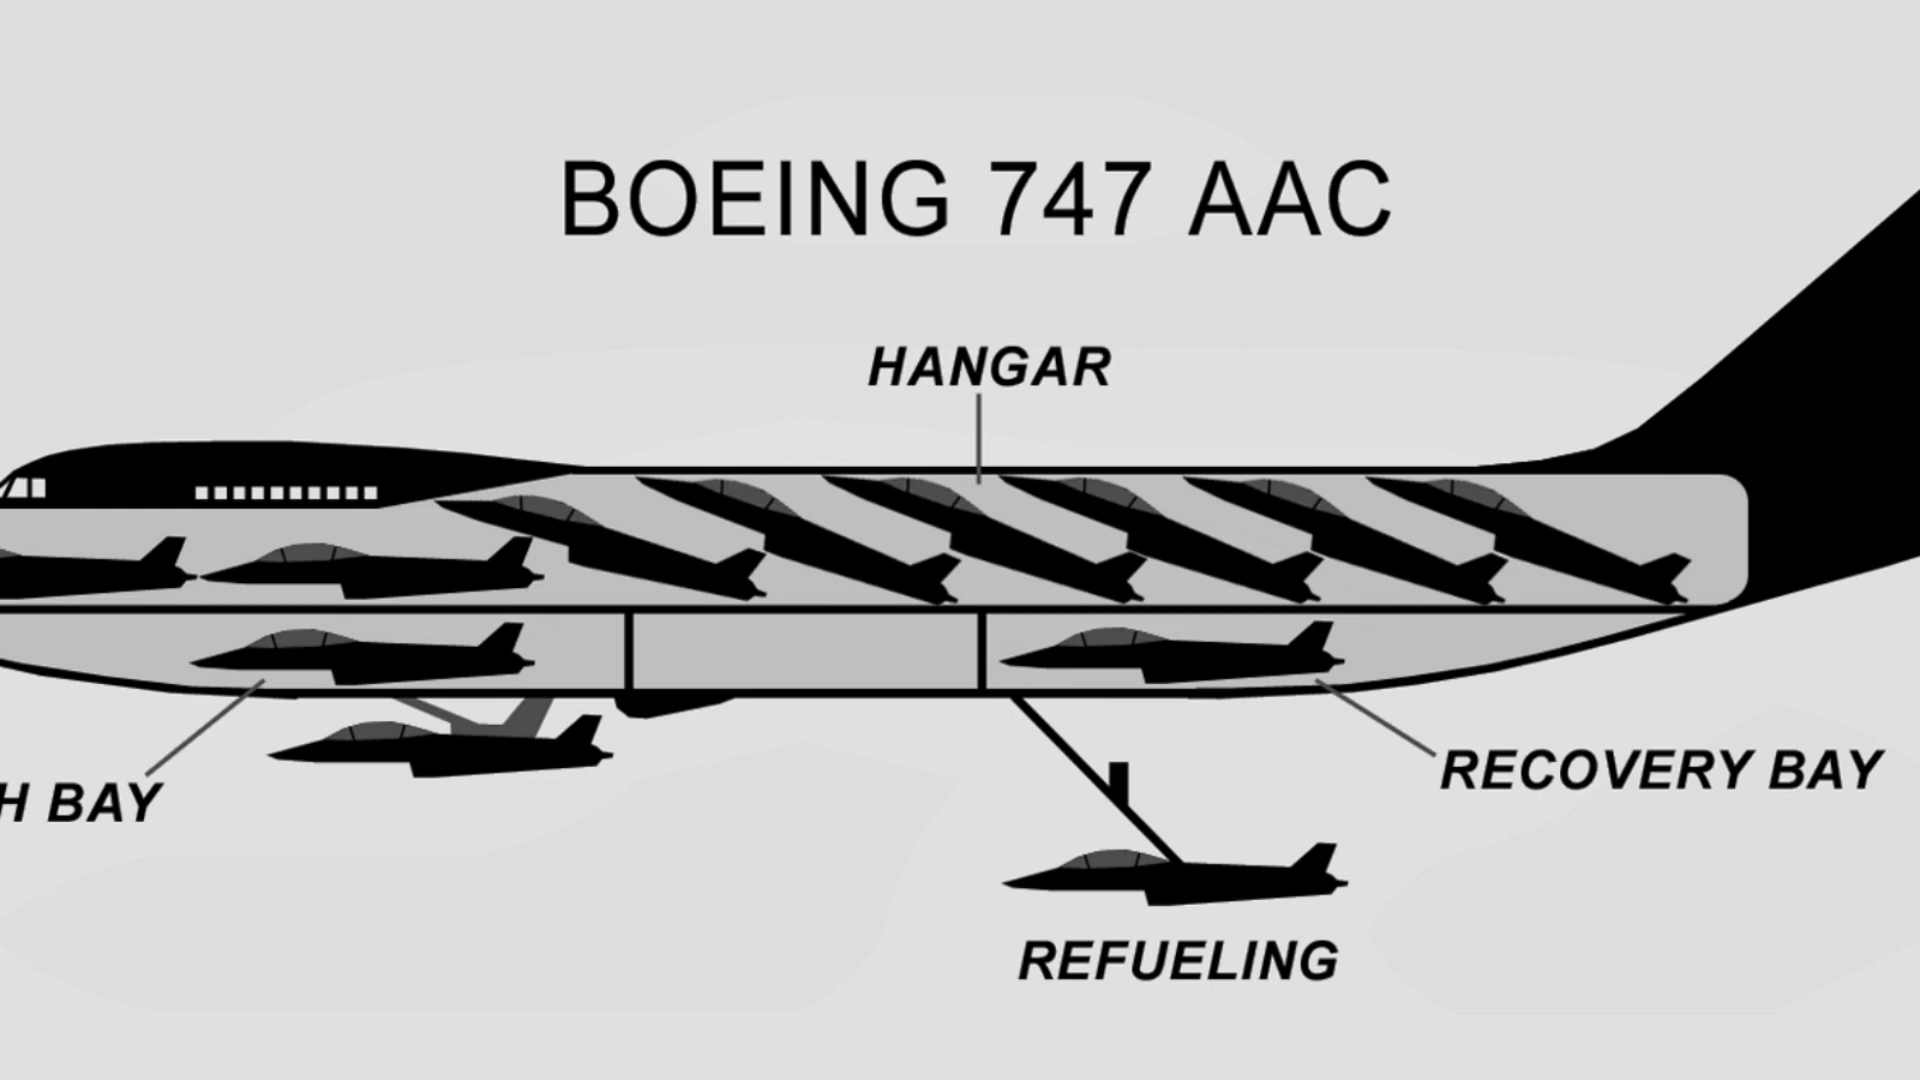 BOEING 747 AAC
HANGAR
H BAY
RECOVERY BAY
REFUELING